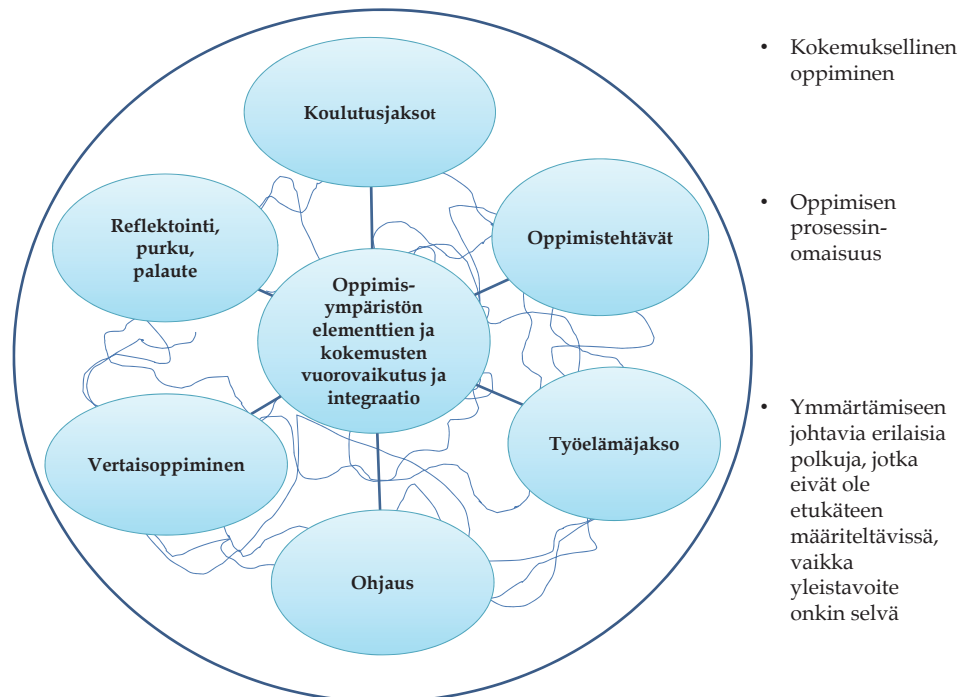 Koulutusjaksot
Reflektointi,
purku,
palaute
Oppimistehtävät
Oppimis-
ympäristön
elementtien ja
kokemusten
vuorovaikutus ja
integraatio
Vertaisoppiminen
Työelämäjakso
Ohjaus
• Kokemuksellinen
oppiminen
• Oppimisen
prosessin-
omaisuus
• Ymmärtämiseen
johtavia erilaisia
polkuja, jotka
eivät ole
etukäteen
määriteltävissä,
vaikka
yleistavoite
onkin selvä